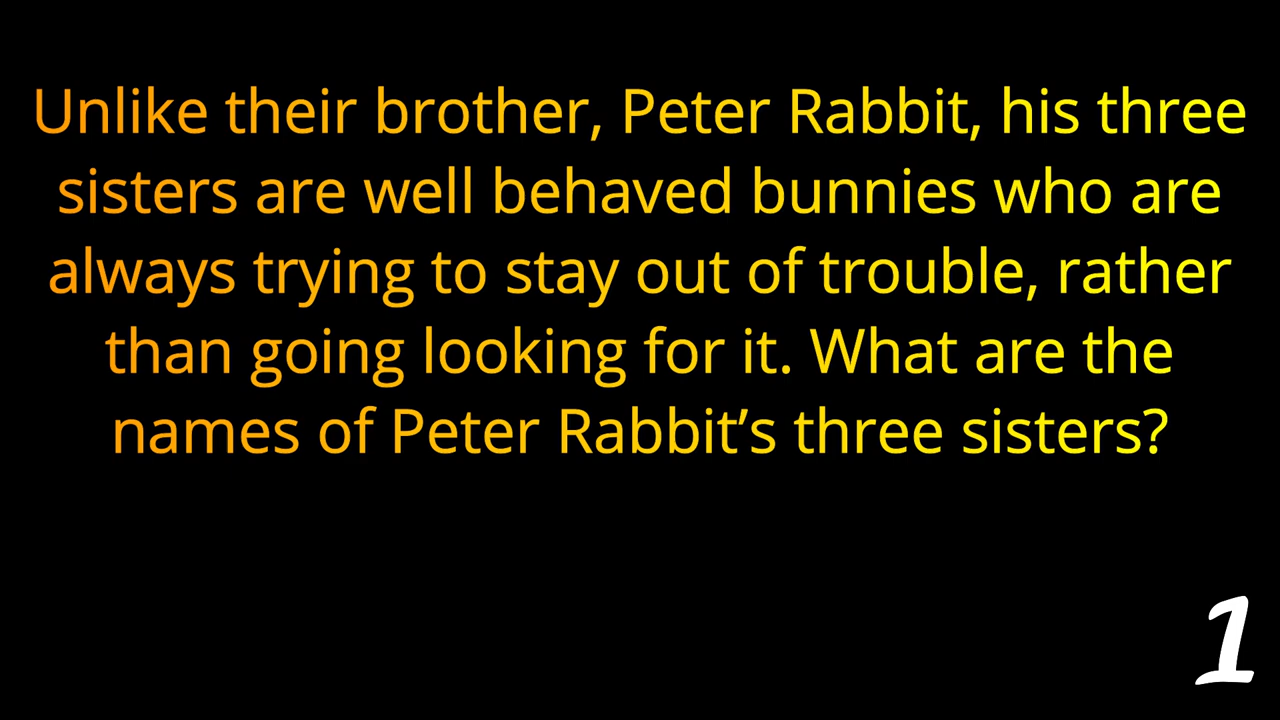 Unlike their brother, Peter Rabbit, his three
sisters are well behaved bunnies who are
always trying to stay out of trouble, rather
than going looking for it. What are the
names of Peter Rabbit’s three sisters?
1